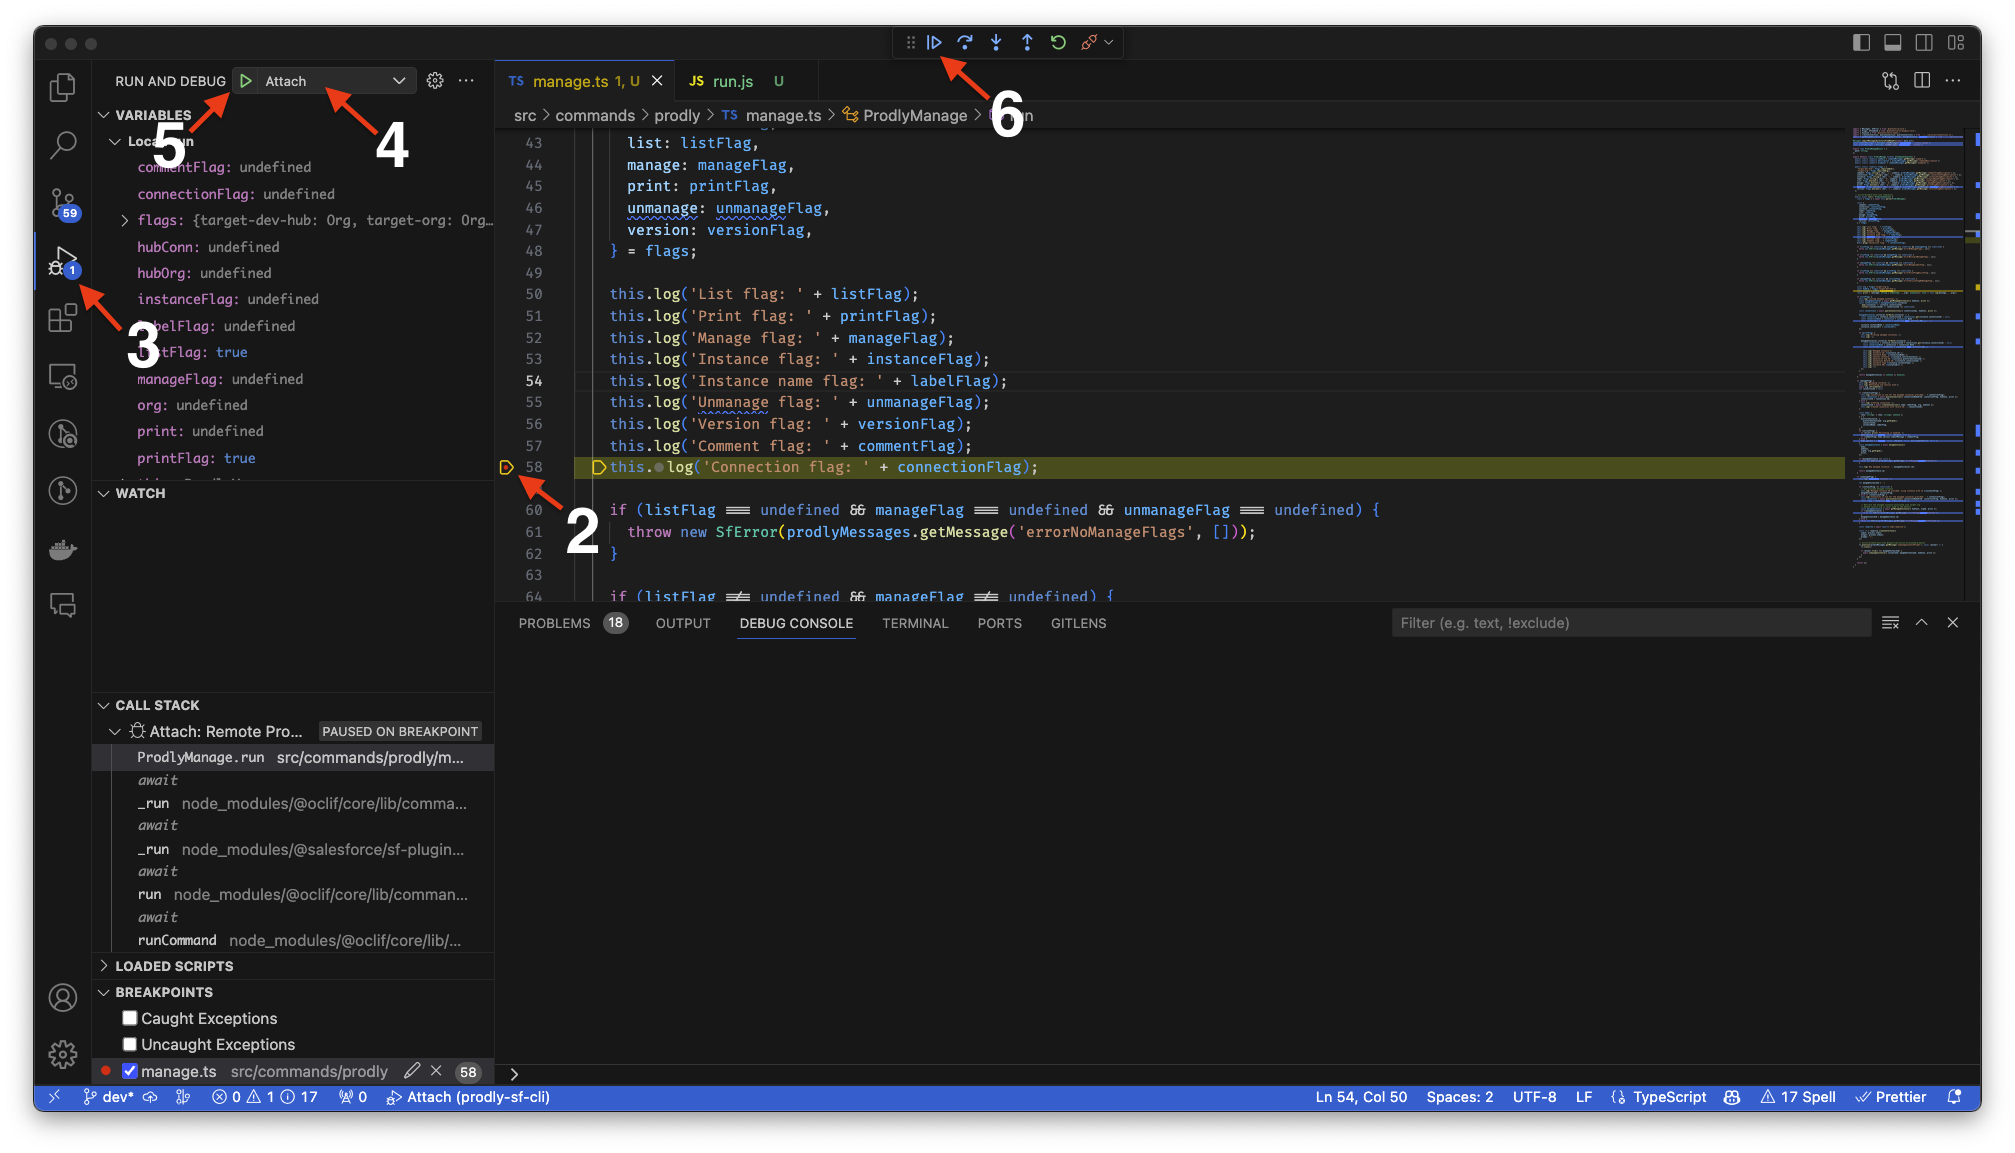 RUN AND DEBUG
Attach
5
4
VARIABLES
commentFlag: undefined
connectionFlag: undefined
flags: {target-dev-hub: Org, target-org: Org…
hubConn: undefined
hubOrg: undefined
instanceFlag: undefined
undefined
3
true
manageFlag: undefined
org: undefined
print: undefined
printFlag: true
59
1
WATCH
CALL STACK
Attach: Remote Pro... PAUSED ON BREAKPOINT
ProdlyManage.run src/commands/prodly/m...
await
_run node_modules/@oclif/core/lib/comma...
await
_run node_modules/@salesforce/sf-plugin...
await
run node_modules/@oclif/core/lib/comman...
await
runCommand node_modules/@oclif/core/lib/...
LOADED SCRIPTS
BREAKPOINTS
Caught Exceptions
Uncaught Exceptions
manage.ts src/commands/prodly 58
TS manage.ts 1, U
JS run.js U
6
src > commands > prodly > TS manage.ts > ProdlyManage >
43 list: listFlag,
44 manage: manageFlag,
45 print: printFlag,
46 unmanage: unmanageFlag,
47 version: versionFlag,
48 } = flags;
49
50 this.log('List flag: ' + listFlag);
51 this.log('Print flag: ' + printFlag);
52 this.log('Manage flag: ' + manageFlag);
53 this.log('Instance flag: ' + instanceFlag);
54 this.log('Instance name flag: ' + labelFlag);
55 this.log('Unmanage flag: ' + unmanageFlag);
56 this.log('Version flag: ' + versionFlag);
57 this.log('Comment flag: ' + commentFlag);
58 this.log('Connection flag: ' + connectionFlag);
2
60 if (listFlag === undefined && manageFlag === undefined && unmanageFlag === undefined) {
61 throw new SfError(prodlyMessages.getMessage('errorNoManageFlags', []));
62 }
63
64 if (listFlag !== undefined && manageFlag !== undefined) {
PROBLEMS 18 OUTPUT DEBUG CONSOLE TERMINAL PORTS GITLENS
Filter (e.g. text, !exclude)
dev* 0 1 17 0 Attach (prodly-sf-cli)
Ln 54, Col 50 Spaces: 2 UTF-8 LF TypeScript 17 Spell Prettier